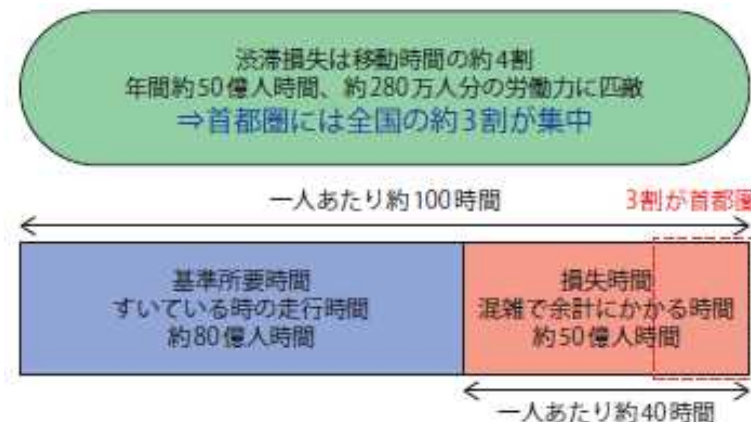 渋滞損失は移動時間の約4割
年間約50億人時間、約280万人分の労働力に匹敵
⇒首都圏には全国の約3割が集中
一人あたり約100時間
3割が首都圏
基準所要時間
すいている時の走行時間
約80億人時間
損失時間
混雑で余計にかかる時間
約50億人時間
一人あたり約40時間